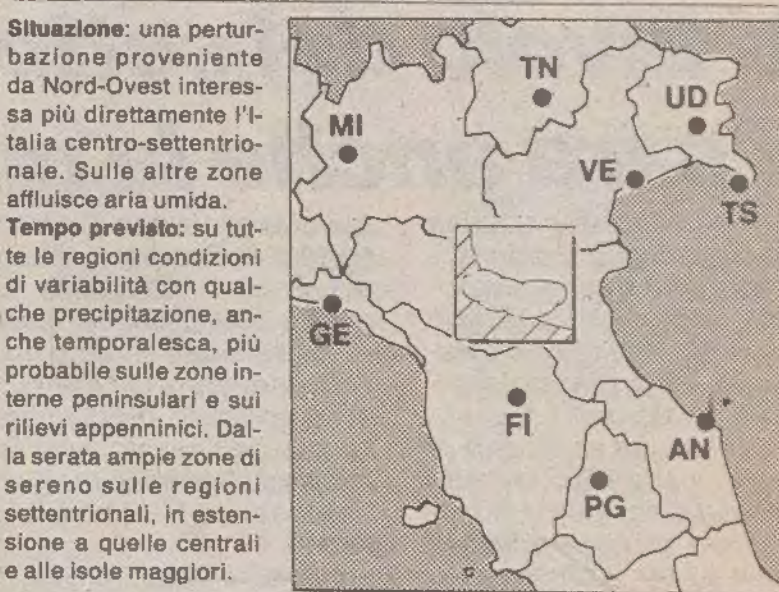 Situazione: una pertur-
bazione proveniente
da Nord-Ovest interes-
sa più direttamente l'I-
talia centro-settentrio-
nale. Sulle altre zone
affluisce aria umida.
Tempo previsto: su tut-
te le regioni condizioni
di variabilità con qual-
che precipitazione, an-
che temporalesca, più
probabile sulle zone in-
terne peninsulari e sui
rilievi appenninici. Dal-
la serata ampie zone di
sereno sulle regioni
settentrionali, in esten-
sione a quelle centrali
e alle isole maggiori.
TN
UD
MI
VE
TS
GE
FI
AN
PG